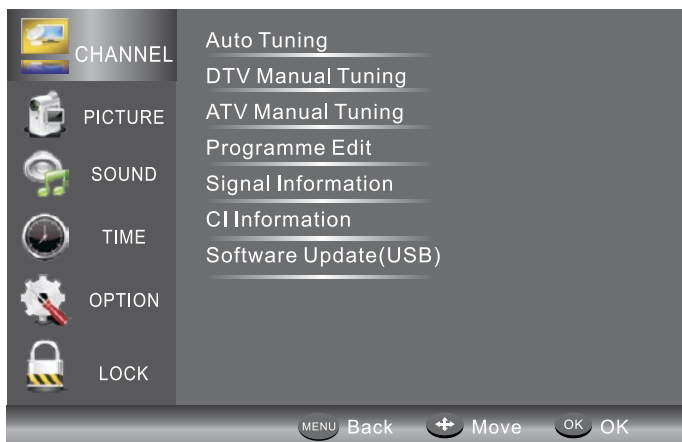 CHANNEL
PICTURE
SOUND
TIME
OPTION
LOCK
Auto Tuning
DTV Manual Tuning
ATV Manual Tuning
Programme Edit
Signal Information
CI Information
Software Update(USB)
MENU Back OK Move OK OK